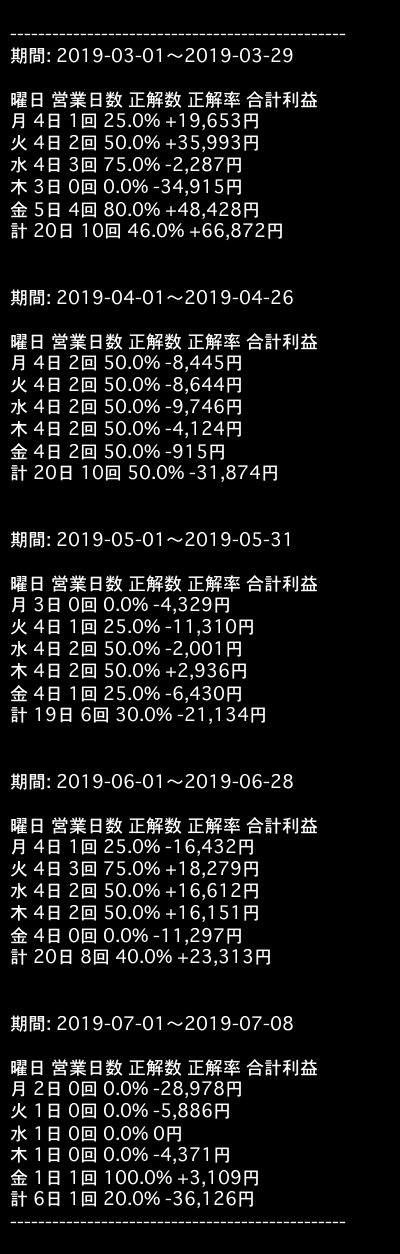 ------------------------------------------------
期間: 2019-03-01〜2019-03-29
曜日 営業日数 正解数 正解率 合計利益
月 4日 1回 25.0% +19,653円
火 4日 2回 50.0% +35,993円
水 4日 3回 75.0% -2,287円
木 3日 0回 0.0% -34,915円
金 5日 4回 80.0% +48,428円
計 20日 10回 46.0% +66,872円
期間: 2019-04-01〜2019-04-26
曜日 営業日数 正解数 正解率 合計利益
月 4日 2回 50.0% -8,445円
火 4日 2回 50.0% -8,644円
水 4日 2回 50.0% -9,746円
木 4日 2回 50.0% -4,124円
金 4日 2回 50.0% -915円
計 20日 10回 50.0% -31,874円
期間: 2019-05-01〜2019-05-31
曜日 営業日数 正解数 正解率 合計利益
月 3日 0回 0.0% -4,329円
火 4日 1回 25.0% -11,310円
水 4日 2回 50.0% -2,001円
木 4日 2回 50.0% +2,936円
金 4日 1回 25.0% -6,430円
計 19日 6回 30.0% -21,134円
期間: 2019-06-01〜2019-06-28
曜日 営業日数 正解数 正解率 合計利益
月 4日 1回 25.0% -16,432円
火 4日 3回 75.0% +18,279円
水 4日 2回 50.0% +16,612円
木 4日 2回 50.0% +16,151円
金 4日 0回 0.0% -11,297円
計 20日 8回 40.0% +23,313円
期間: 2019-07-01〜2019-07-08
曜日 営業日数 正解数 正解率 合計利益
月 2日 0回 0.0% -28,978円
火 1日 0回 0.0% -5,886円
水 1日 0回 0.0% 0円
木 1日 0回 0.0% -4,371円
金 1日 1回 100.0% +3,109円
計 6日 1回 20.0% -36,126円
------------------------------------------------